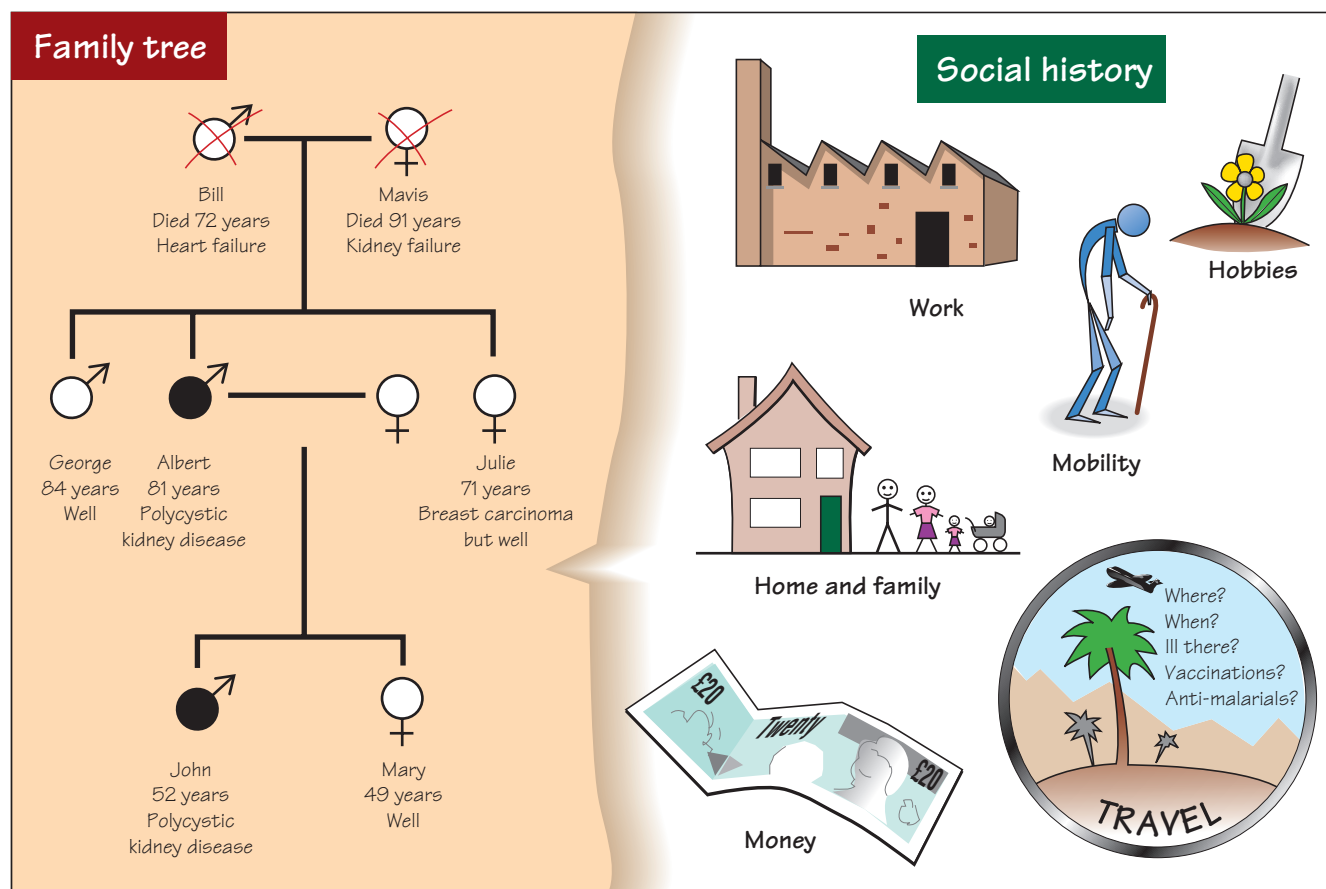 Family tree
Bill
Died 72 years
Heart failure
Mavis
Died 91 years
Kidney failure
George
84 years
Well
Albert
81 years
Polycystic
kidney disease
Julie
71 years
Breast carcinoma
but well
John
52 years
Polycystic
kidney disease
Mary
49 years
Well
Social history
Work
Hobbies
Mobility
Home and family
£20
Twenty
£20
Money
Where?
When?
Ill there?
Vaccinations?
Anti-malarials?
TRAVEL